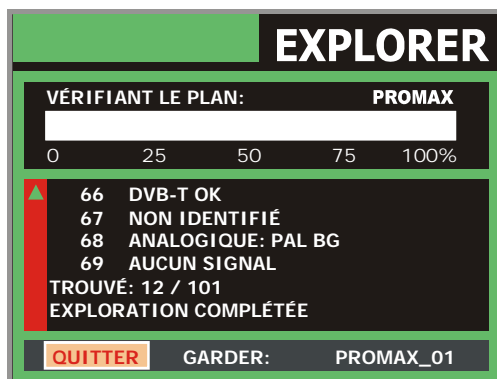 EXPLORER
VÉRIFIANT LE PLAN: PROMAX
0 25 50 75 100%
66 DVB-T OK
67 NON IDENTIFIÉ
68 ANALOGIQUE: PAL BG
69 AUCUN SIGNAL
TROUVÉ: 12 / 101
EXPLORATION COMPLÉTÉE
QUITTER GARDER: PROMAX_01